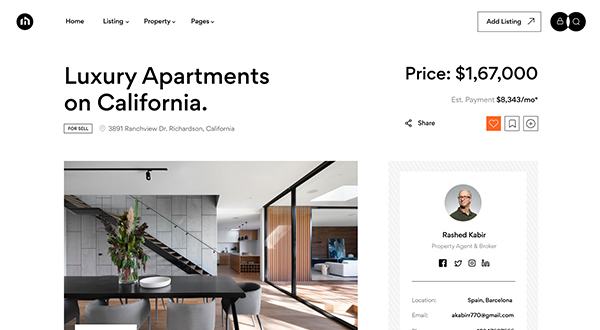 Home Listing Property Pages Add Listing
Luxury Apartments
on California.
Price: $1,67,000
Est. Payment $8,343/mo*
FOR SELL 3891 Ranchview Dr. Richardson, California
Share
Rashed Kabir
Property Agent & Broker
Location: Spain, Barcelona
Email: akabirr770@gmail.com